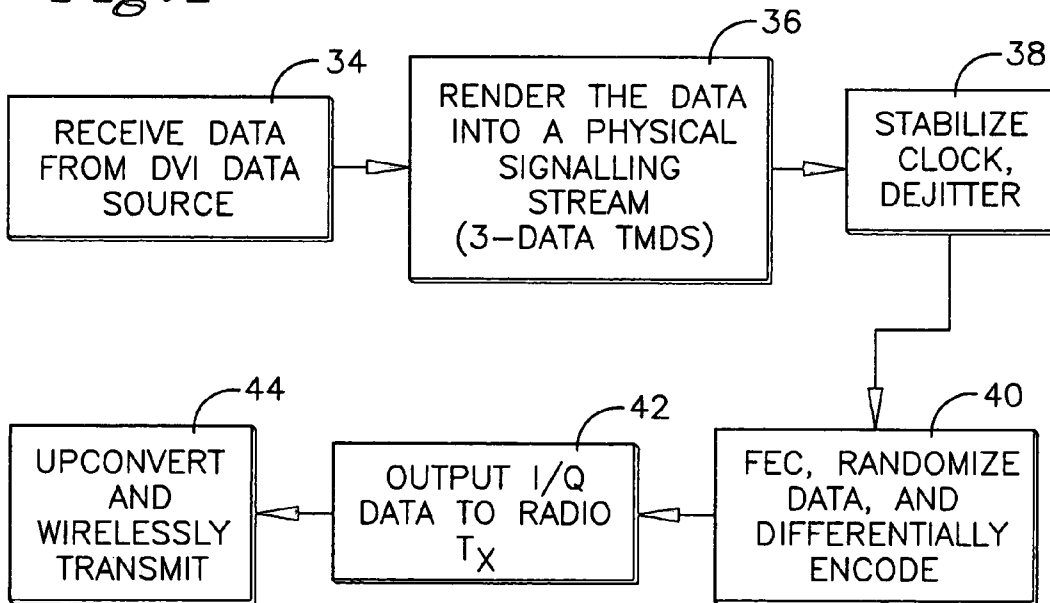 34
RECEIVE DATA
FROM DVI DATA
SOURCE
36
RENDER THE DATA
INTO A PHYSICAL
SIGNALLING
STREAM
(3-DATA TMDS)
38
STABILIZE
CLOCK,
DEJITTER
40
FEC, RANDOMIZE
DATA, AND
DIFFERENTIALLY
ENCODE
42
OUTPUT I/Q
DATA TO RADIO
TX
44
UPCONVERT
AND
WIRELESSLY
TRANSMIT